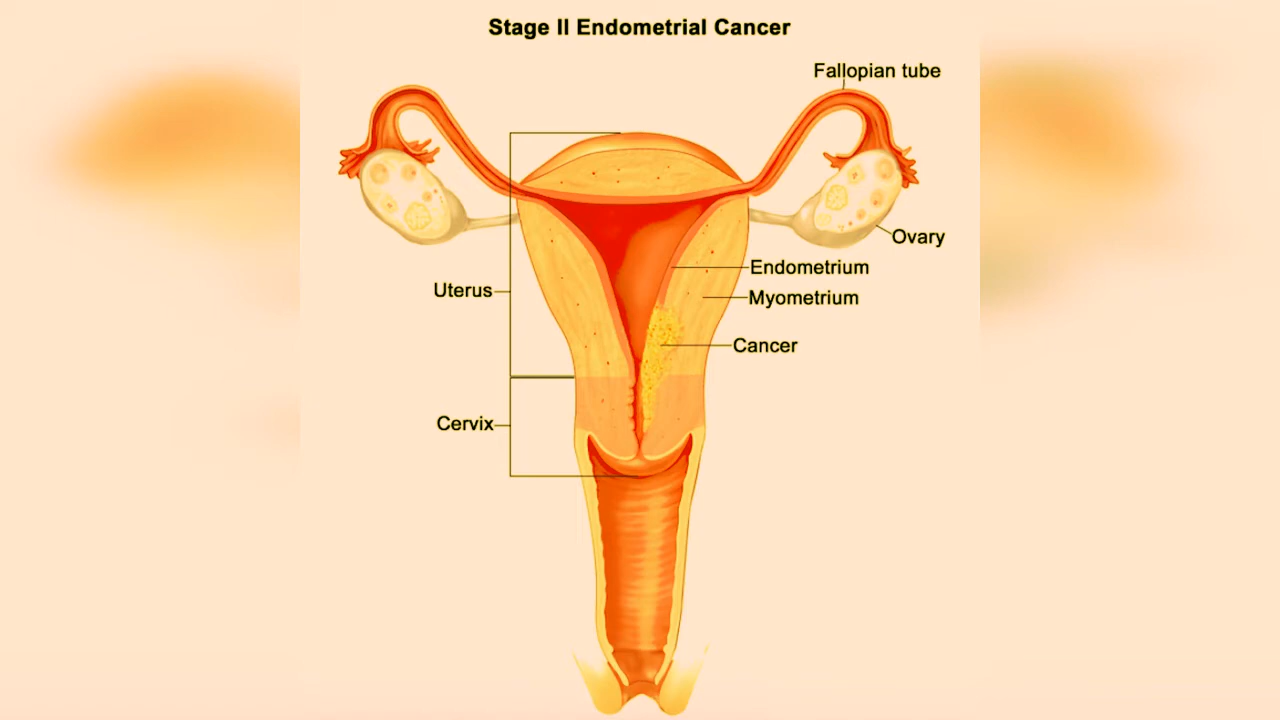 Stage II Endometrial Cancer
Fallopian tube
Ovary
Endometrium
Uterus
Myometrium
Cancer
Cervix